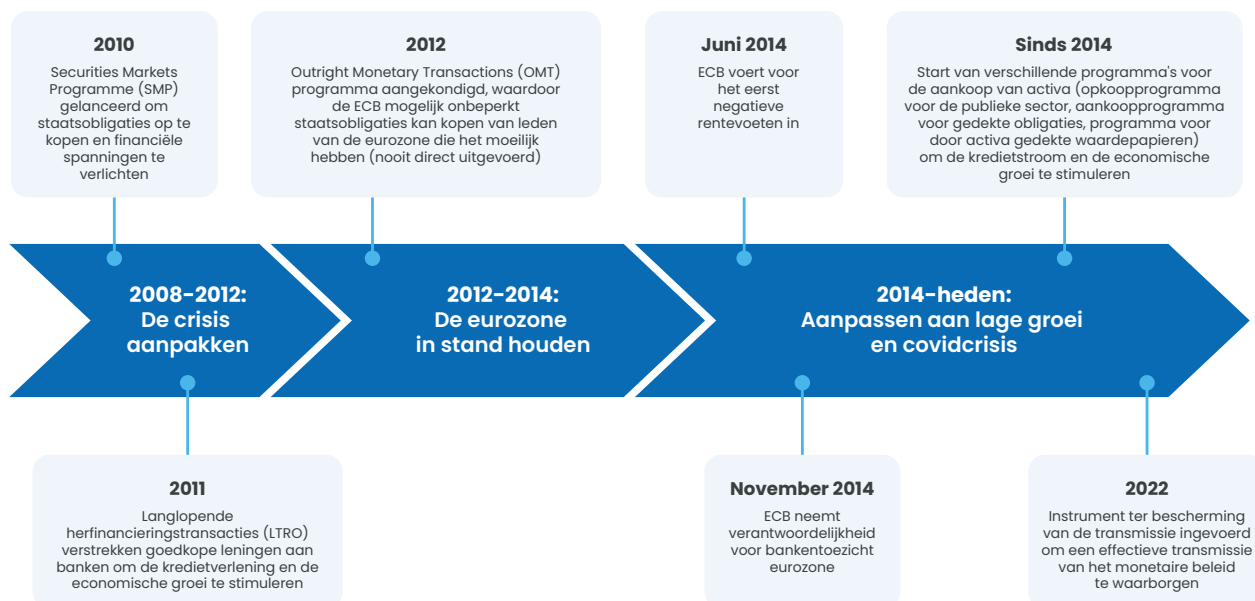 2010
Securities Markets
Programme (SMP)
gelanceerd om
staatsobligaties op te
kopen en financiële
spanningen te
verlichten
2012
Outright Monetary Transactions (OMT)
programma aangekondigd, waardoor
de ECB mogelijk onbeperkt
staatsobligaties kan kopen van leden
van de eurozone die het moeilijk
hebben (nooit direct uitgevoerd)
Juni 2014
ECB voert voor
het eerst
negatieve
rentevoeten in
Sinds 2014
Start van verschillende programma's voor
de aankoop van activa (opkoopprogramma
voor de publieke sector, aankoopprogramma
voor gedekte obligaties, programma voor
door activa gedekte waardepapieren)
om de kredietstroom en de economische
groei te stimuleren
2008-2012:
De crisis
aanpakken
2012-2014:
De eurozone
in stand houden
2014-heden:
Aanpassen aan lage groei
en covidcrisis
2011
Langlopende
herfinancieringstransacties (LTRO)
verstrekken goedkope leningen aan
banken om de kredietverlening en de
economische groei te stimuleren
November 2014
ECB neemt
verantwoordelijkheid
voor bankentoezicht
eurozone
2022
Instrument ter bescherming
van de transmissie ingevoerd
om een effectieve transmissie
van het monetaire beleid
te waarborgen